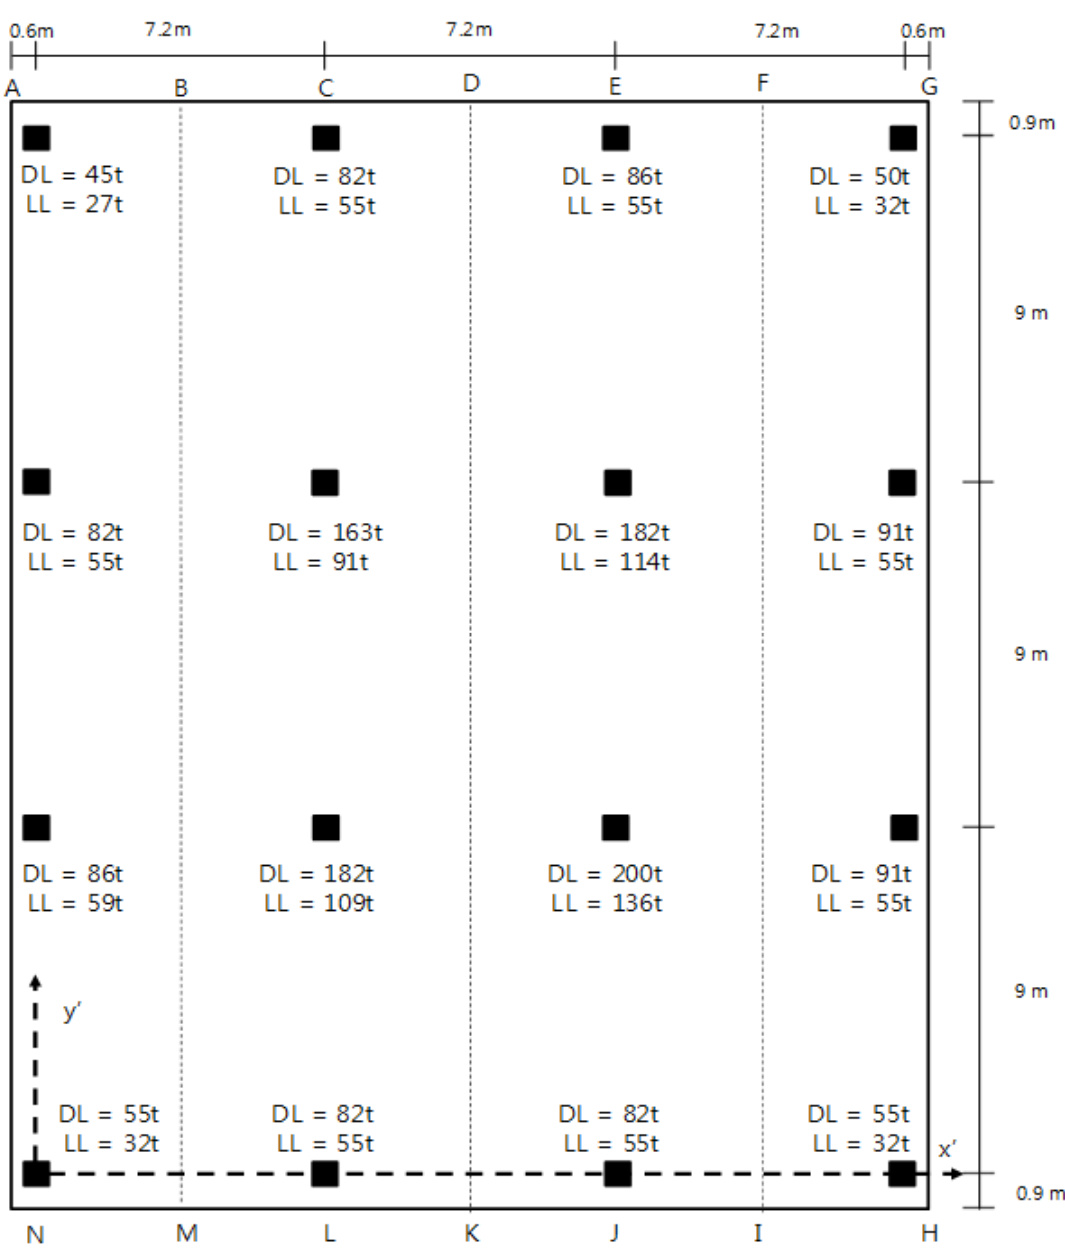 0.6m 7.2m 7.2m 7.2m 0.6m
A B C D E F G
0.9m
DL = 45t DL = 82t DL = 86t DL = 50t
LL = 27t LL = 55t LL = 55t LL = 32t
9 m
DL = 82t DL = 163t DL = 182t DL = 91t
LL = 55t LL = 91t LL = 114t LL = 55t
9 m
DL = 86t DL = 182t DL = 200t DL = 91t
LL = 59t LL = 109t LL = 136t LL = 55t
9 m
y′
DL = 55t DL = 82t DL = 82t DL = 55t
LL = 32t LL = 55t LL = 55t LL = 32t
x′
0.9 m
N M L K J I H